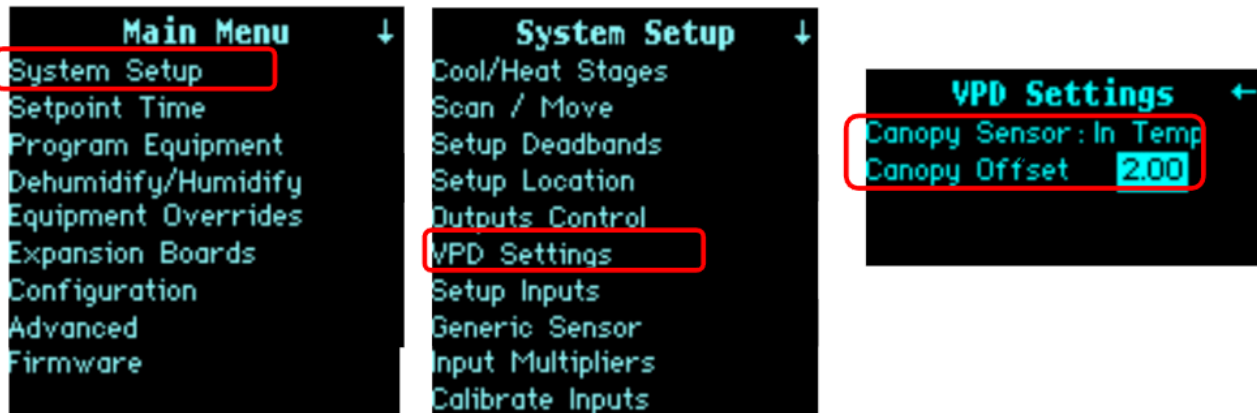 Main Menu ↓
System Setup
Setpoint Time
Program Equipment
Dehumidify/Humidify
Equipment Overrides
Expansion Boards
Configuration
Advanced
Firmware
System Setup ↓
Cool/Heat Stages
Scan / Move
Setup Deadbands
Setup Location
Outputs Control
VPD Settings
Setup Inputs
Generic Sensor
Input Multipliers
Calibrate Inputs
VPD Settings ←
Canopy Sensor: In Temp
Canopy Offset 2.00